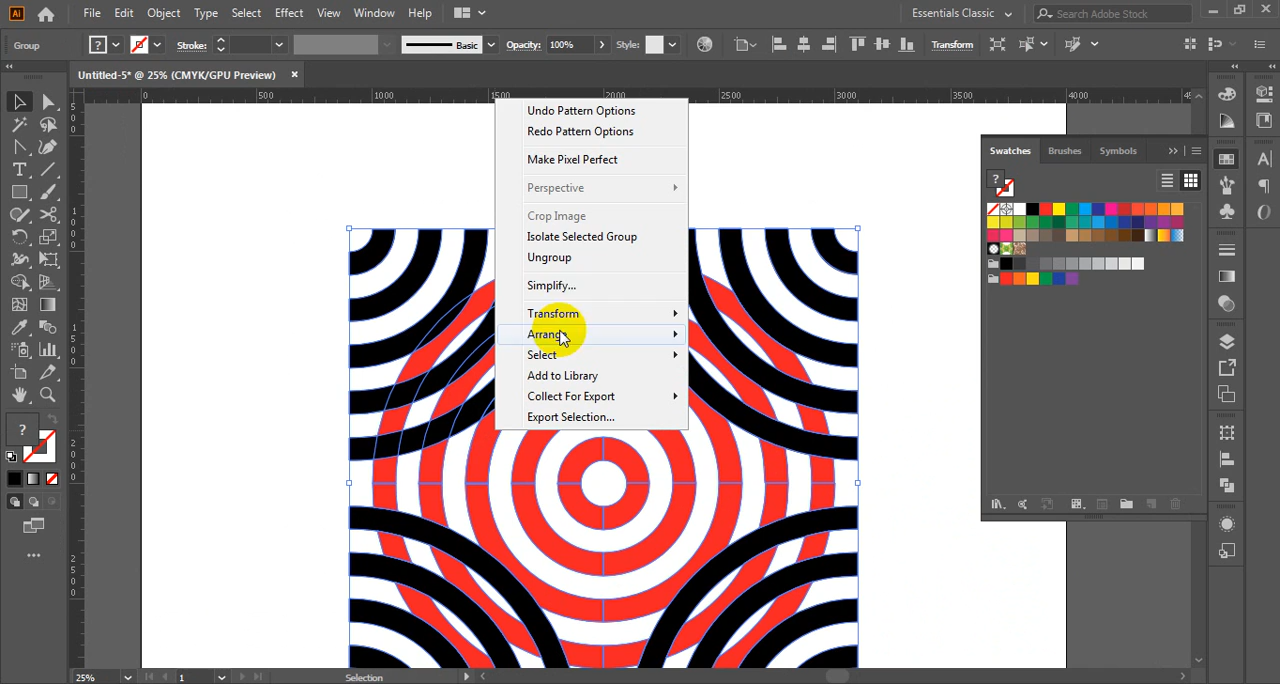 Ai File Edit Object Type Select Effect View Window Help Essentials Classic Search Adobe Stock
Group ? Stroke: Basic Opacity: 100% Style: Transform
Untitled-5* @ 25% (CMYK/GPU Preview) ×
0 500 1000 1500 2000 2500 3000 3500 4000
Undo Pattern Options
Redo Pattern Options
Make Pixel Perfect
Perspective
Crop Image
Isolate Selected Group
Ungroup
Simplify...
Transform
Arrange
Select
Add to Library
Collect For Export
Export Selection...
Swatches Brushes Symbols
?
?
25% 1 Selection